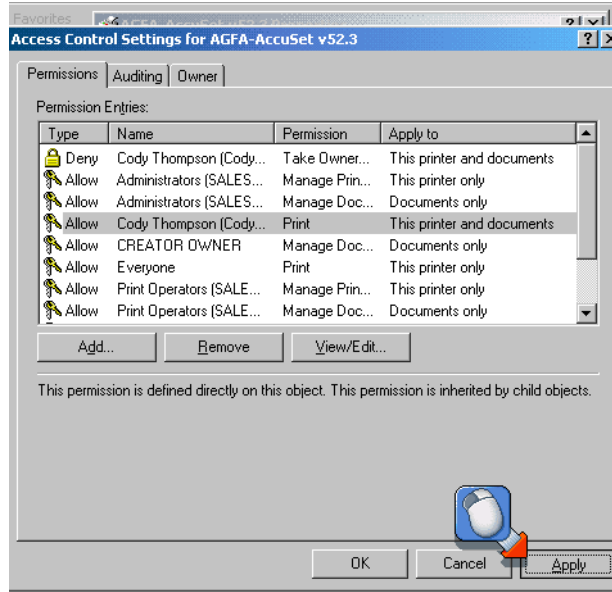 Favorites
AGFA-AccuSet v52.3
Access Control Settings for AGFA-AccuSet v52.3
Permissions Auditing Owner
Permission Entries:
Type Name Permission Apply to
Deny Cody Thompson (Cody... Take Owner... This printer and documents
Allow Administrators (SALES... Manage Prin... This printer only
Allow Administrators (SALES... Manage Doc... Documents only
Allow Cody Thompson (Cody... Print This printer and documents
Allow CREATOR OWNER Manage Doc... Documents only
Allow Everyone Print This printer only
Allow Print Operators (SALE... Manage Prin... This printer only
Allow Print Operators (SALE... Manage Doc... Documents only
Add... Remove View/Edit...
This permission is defined directly on this object. This permission is inherited by child objects.
OK Cancel Apply